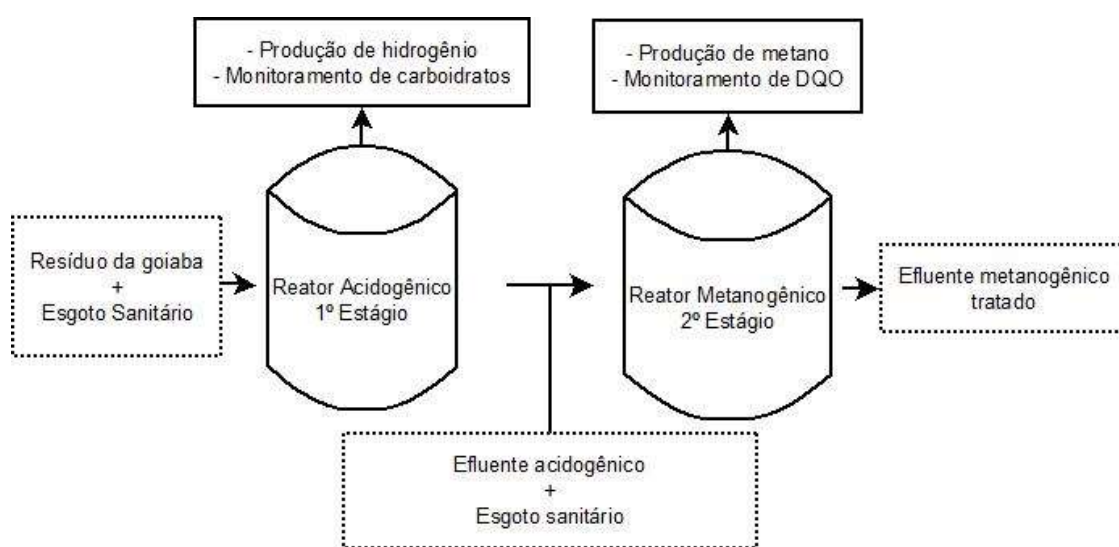 - Produção de hidrogênio
- Monitoramento de carboidratos
- Produção de metano
- Monitoramento de DQO
Resíduo da goiaba
+
Esgoto Sanitário
Reator Acidogênico
1º Estágio
Reator Metanogênico
2º Estágio
Efluente metanogênico
tratado
Efluente acidogênico
+
Esgoto sanitário